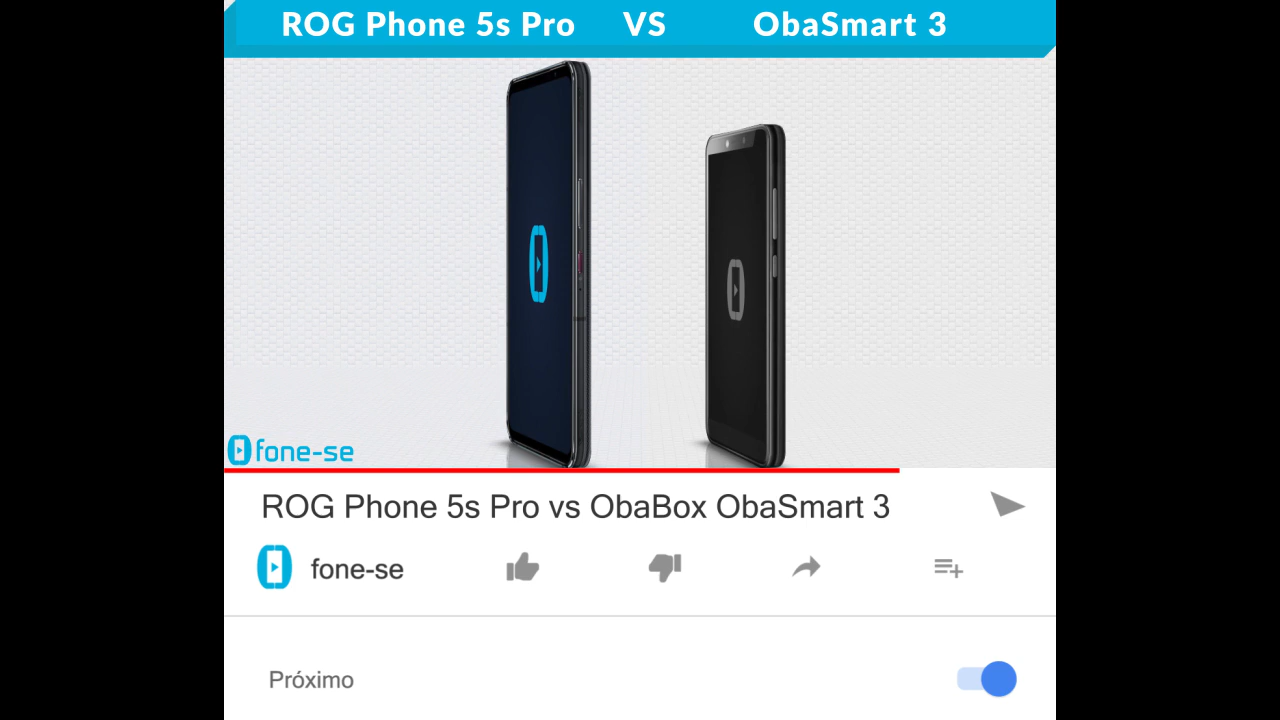 ROG Phone 5s Pro VS ObaSmart 3
fone-se
ROG Phone 5s Pro vs ObaBox ObaSmart 3
fone-se
Próximo